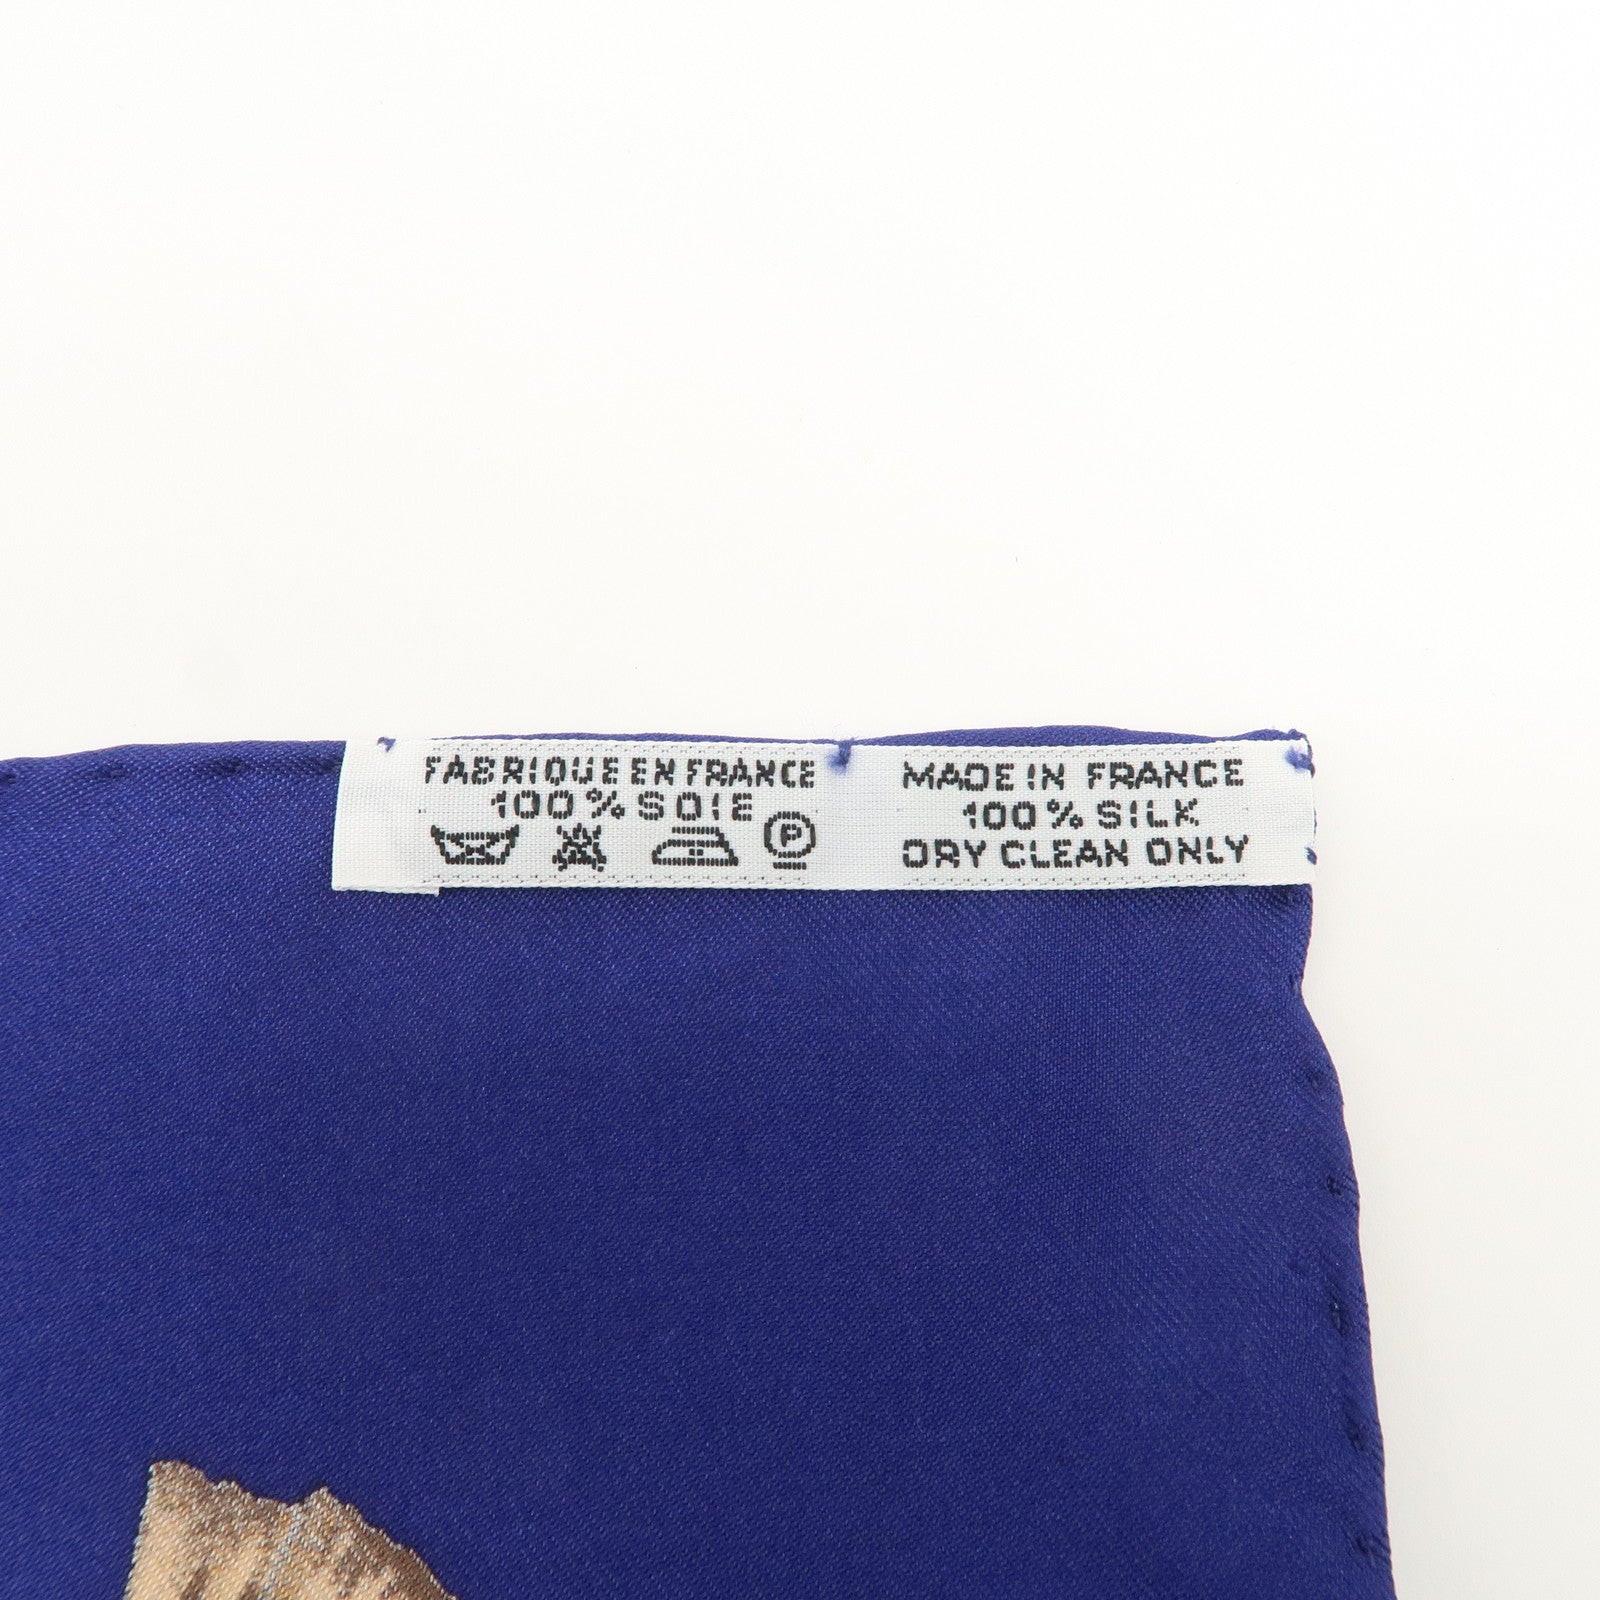 FABRIQUE EN FRANCE
100% SOIE
P
MADE IN FRANCE
100% SILK
DRY CLEAN ONLY